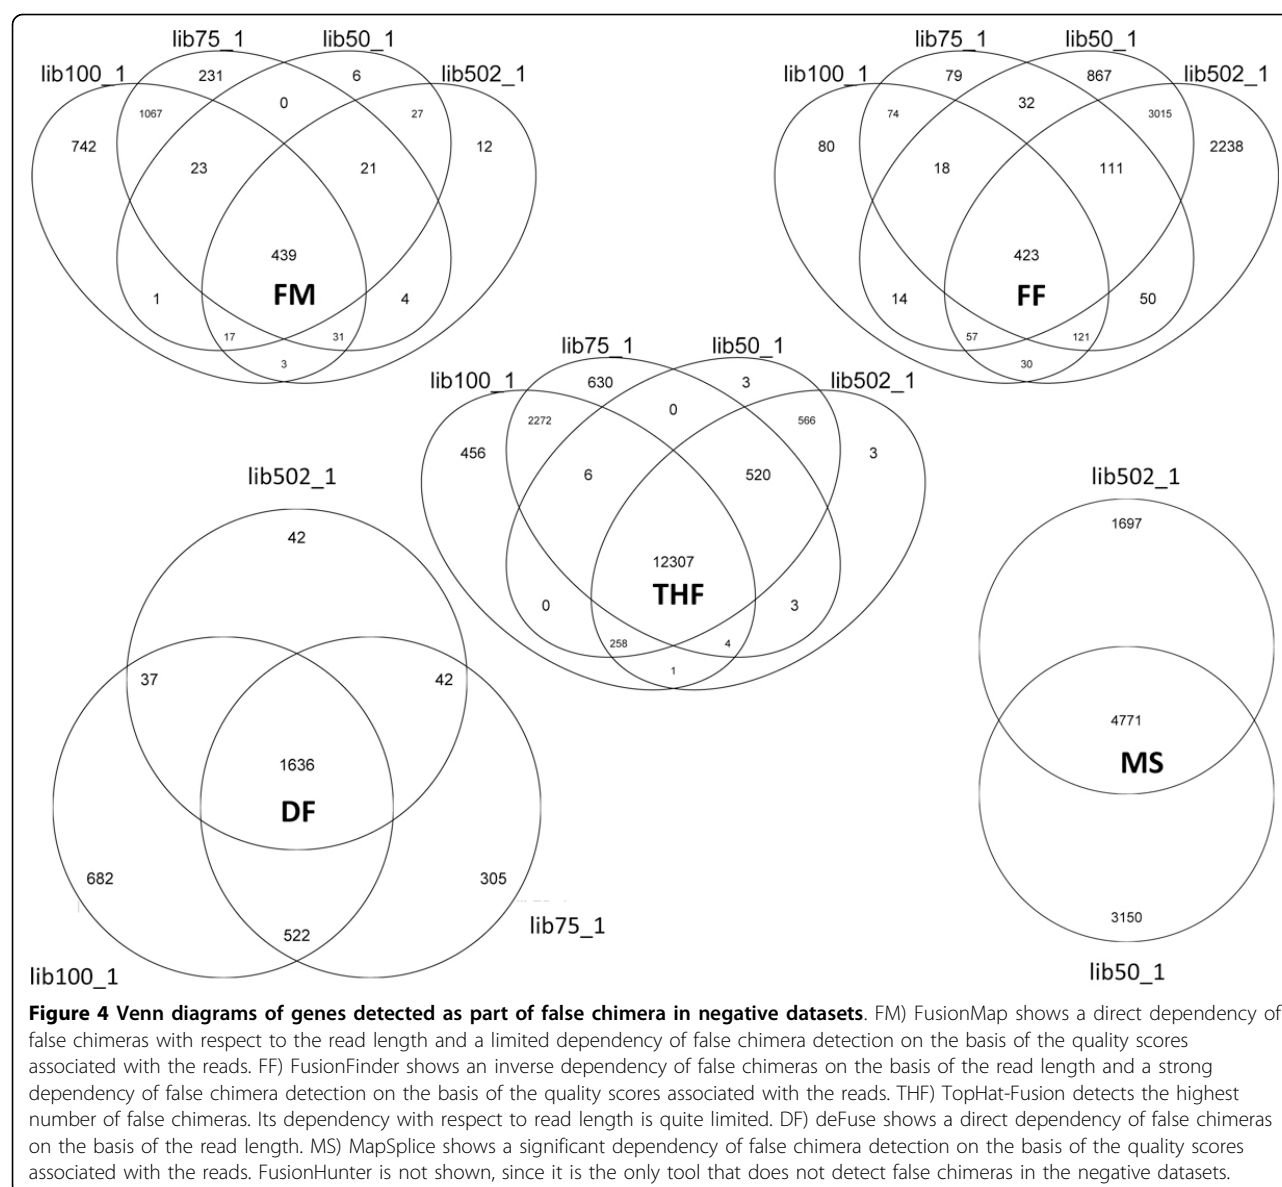 lib75_1 lib50_1
lib100_1 lib502_1
231 6
0
1067 27
742 12
23 21
439
FM
1 4
17 31
3
lib75_1 lib50_1
lib100_1 lib502_1
79 867
32
74 3015
80 2238
18 111
423
FF
14 50
57 121
30
lib75_1 lib50_1
lib100_1 lib502_1
630 3
0
2272 566
456 3
6 520
12307
THF
0 3
258 4
1
lib502_1
42
37 42
1636
DF
682 305
522
lib75_1
lib100_1
lib502_1
1697
4771
MS
3150
lib50_1
Figure 4 Venn diagrams of genes detected as part of false chimera in negative datasets. FM) FusionMap shows a direct dependency of
false chimeras with respect to the read length and a limited dependency of false chimera detection on the basis of the quality scores
associated with the reads. FF) FusionFinder shows an inverse dependency of false chimeras on the basis of the read length and a strong
dependency of false chimera detection on the basis of the quality scores associated with the reads. THF) TopHat-Fusion detects the highest
number of false chimeras. Its dependency with respect to read length is quite limited. DF) deFuse shows a direct dependency of false chimeras
on the basis of the read length. MS) MapSplice shows a significant dependency of false chimera detection on the basis of the quality scores
associated with the reads. FusionHunter is not shown, since it is the only tool that does not detect false chimeras in the negative datasets.